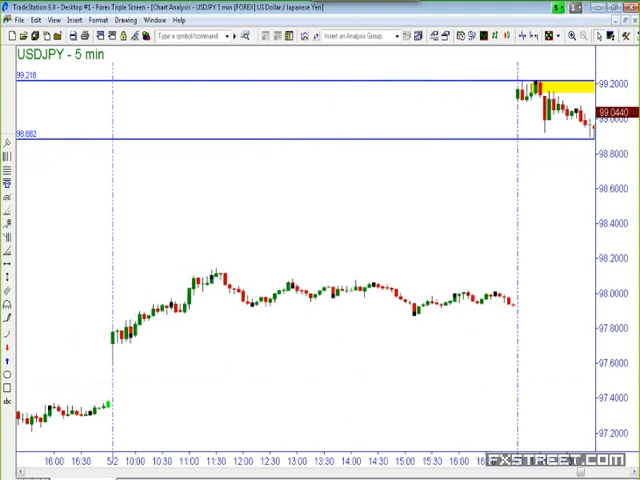 TradeStation 9.0 - Desktop #1 - Forex Triple Screen - [Chart Analysis - USDJPY 5 min [FOREX] US Dollar / Japanese Yen]
File Edit View Insert Format Drawing Window Help
Type symbol/command Insert an Analysis Group
USDJPY - 5 min
99.218
99.2000
99.0440
99.0000
98.882
98.8000
98.6000
98.4000
98.2000
98.0000
97.8000
97.6000
97.4000
97.2000
abc
16:00 16:30 5/2 10:00 10:30 11:00 11:30 12:00 12:30 13:00 13:30 14:00 14:30 15:00 15:30 16:00
FXSTREET.COM